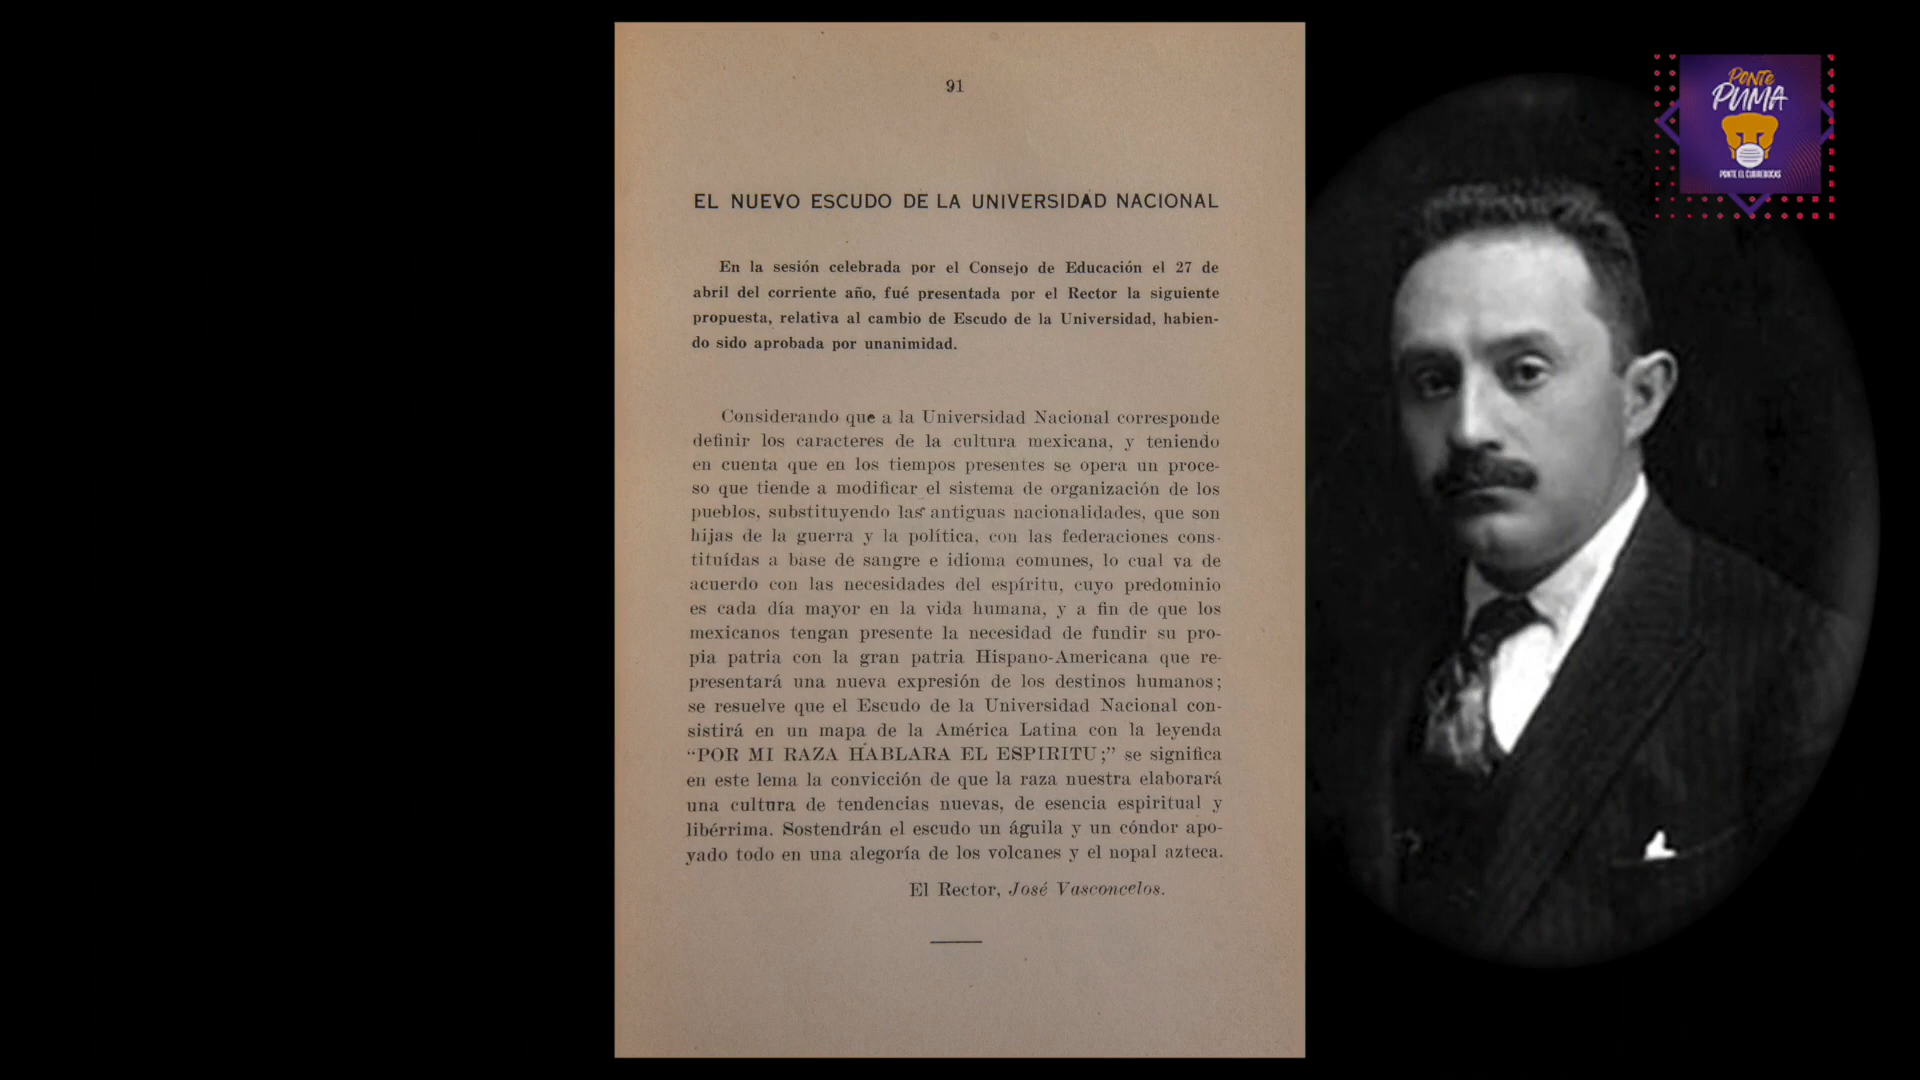 91
EL NUEVO ESCUDO DE LA UNIVERSIDAD NACIONAL
En la sesión celebrada por el Consejo de Educación el 27 de
abril del corriente año, fué presentada por el Rector la siguiente
propuesta, relativa al cambio de Escudo de la Universidad, habien-
do sido aprobada por unanimidad.
Considerando que a la Universidad Nacional corresponde
definir los caracteres de la cultura mexicana, y teniendo
en cuenta que en los tiempos presentes se opera un proce-
so que tiende a modificar el sistema de organización de los
pueblos, substituyendo las antiguas nacionalidades, que son
hijas de la guerra y la política, con las federaciones cons-
tituídas a base de sangre e idioma comunes, lo cual va de
acuerdo con las necesidades del espíritu, cuyo predominio
es cada día mayor en la vida humana, y a fin de que los
mexicanos tengan presente la necesidad de fundir su pro-
pia patria con la gran patria Hispano-Americana que re-
presentará una nueva expresión de los destinos humanos;
se resuelve que el Escudo de la Universidad Nacional con-
sistirá en un mapa de la América Latina con la leyenda
“POR MI RAZA HABLARA EL ESPIRITU;” se significa
en este lema la convicción de que la raza nuestra elaborará
una cultura de tendencias nuevas, de esencia espiritual y
libérrima. Sostendrán el escudo un águila y un cóndor apo-
yado todo en una alegoría de los volcanes y el nopal azteca.
El Rector, José Vasconcelos.
PONTE
PUMA
PONTE EL CUBREBOCAS